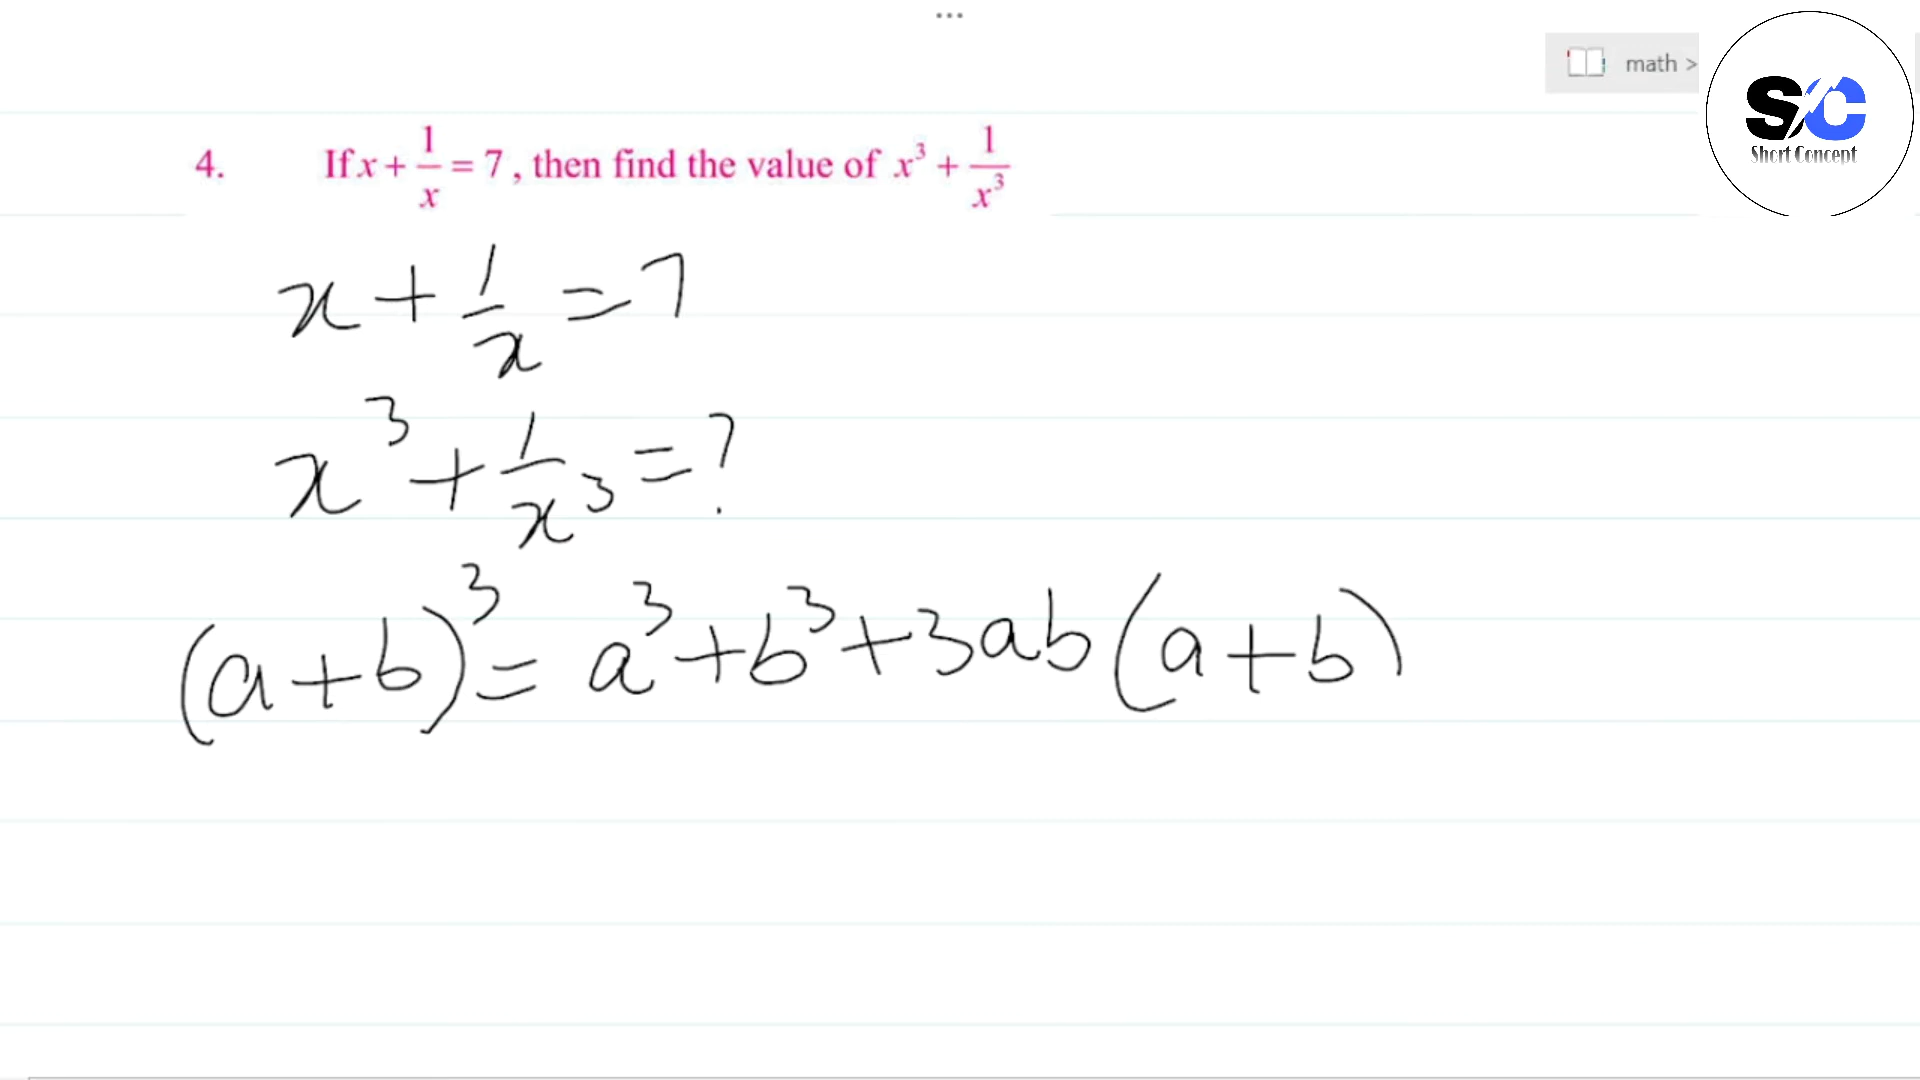 ...
math >
SC
Short Concept
4. If x + 1/x = 7, then find the value of x³ + 1/x³
x + 1/x = 7
x³ + 1/x³ = ?
(a+b)³ = a³ + b³ + 3ab(a+b)